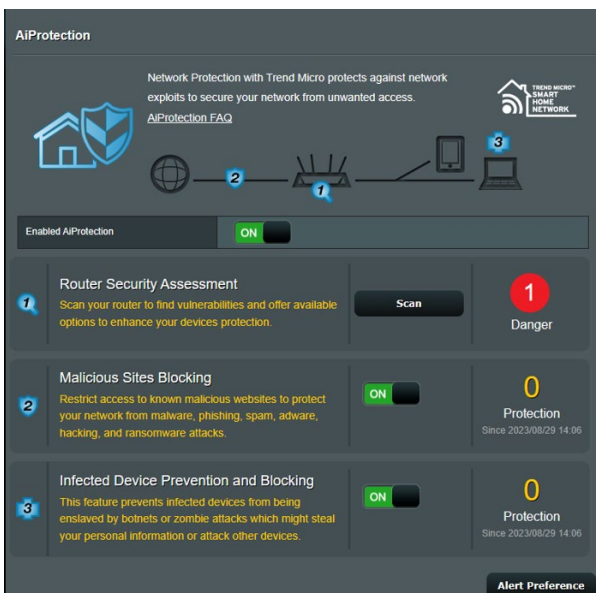 AiProtection
Network Protection with Trend Micro protects against network
exploits to secure your network from unwanted access.
AiProtection FAQ
TREND MICRO™
SMART
HOME
NETWORK
3
2
1
Enabled AiProtection
ON
1
Router Security Assessment
Scan your router to find vulnerabilities and offer available
options to enhance your devices protection.
Scan
1
Danger
2
Malicious Sites Blocking
Restrict access to known malicious websites to protect
your network from malware, phishing, spam, adware,
hacking, and ransomware attacks.
ON
0
Protection
Since 2023/08/29 14:06
3
Infected Device Prevention and Blocking
This feature prevents infected devices from being
enslaved by botnets or zombie attacks which might steal
your personal information or attack other devices.
ON
0
Protection
Since 2023/08/29 14:06
Alert Preference